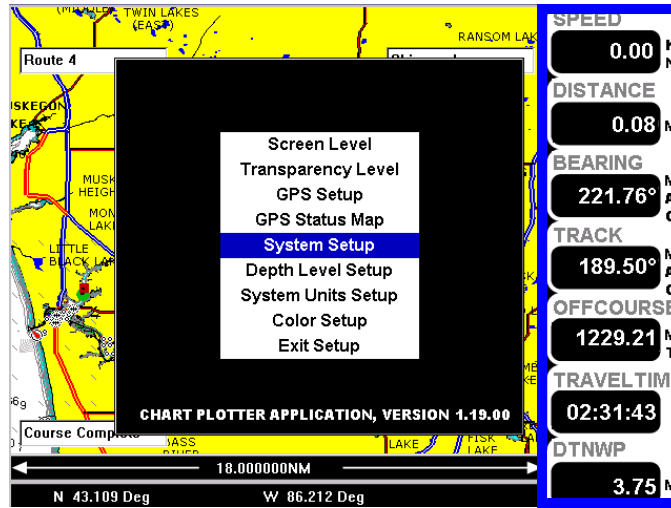 TWIN LAKES
(EAST)
RANSOM LAK
Route 4
SPEED
0.00
DISTANCE
0.08
BEARING
221.76°
TRACK
189.50°
OFFCOURSE
1229.21
TRAVELTIM
02:31:43
DTNWP
3.75
MUSK
HEIGH
MON
LAK
LITTLE
BLACK LAK
Screen Level
Transparency Level
GPS Setup
GPS Status Map
System Setup
Depth Level Setup
System Units Setup
Color Setup
Exit Setup
CHART PLOTTER APPLICATION, VERSION 1.19.00
Course Comp
LAKE
FISK
LAKE
18.000000NM
N 43.109 Deg W 86.212 Deg